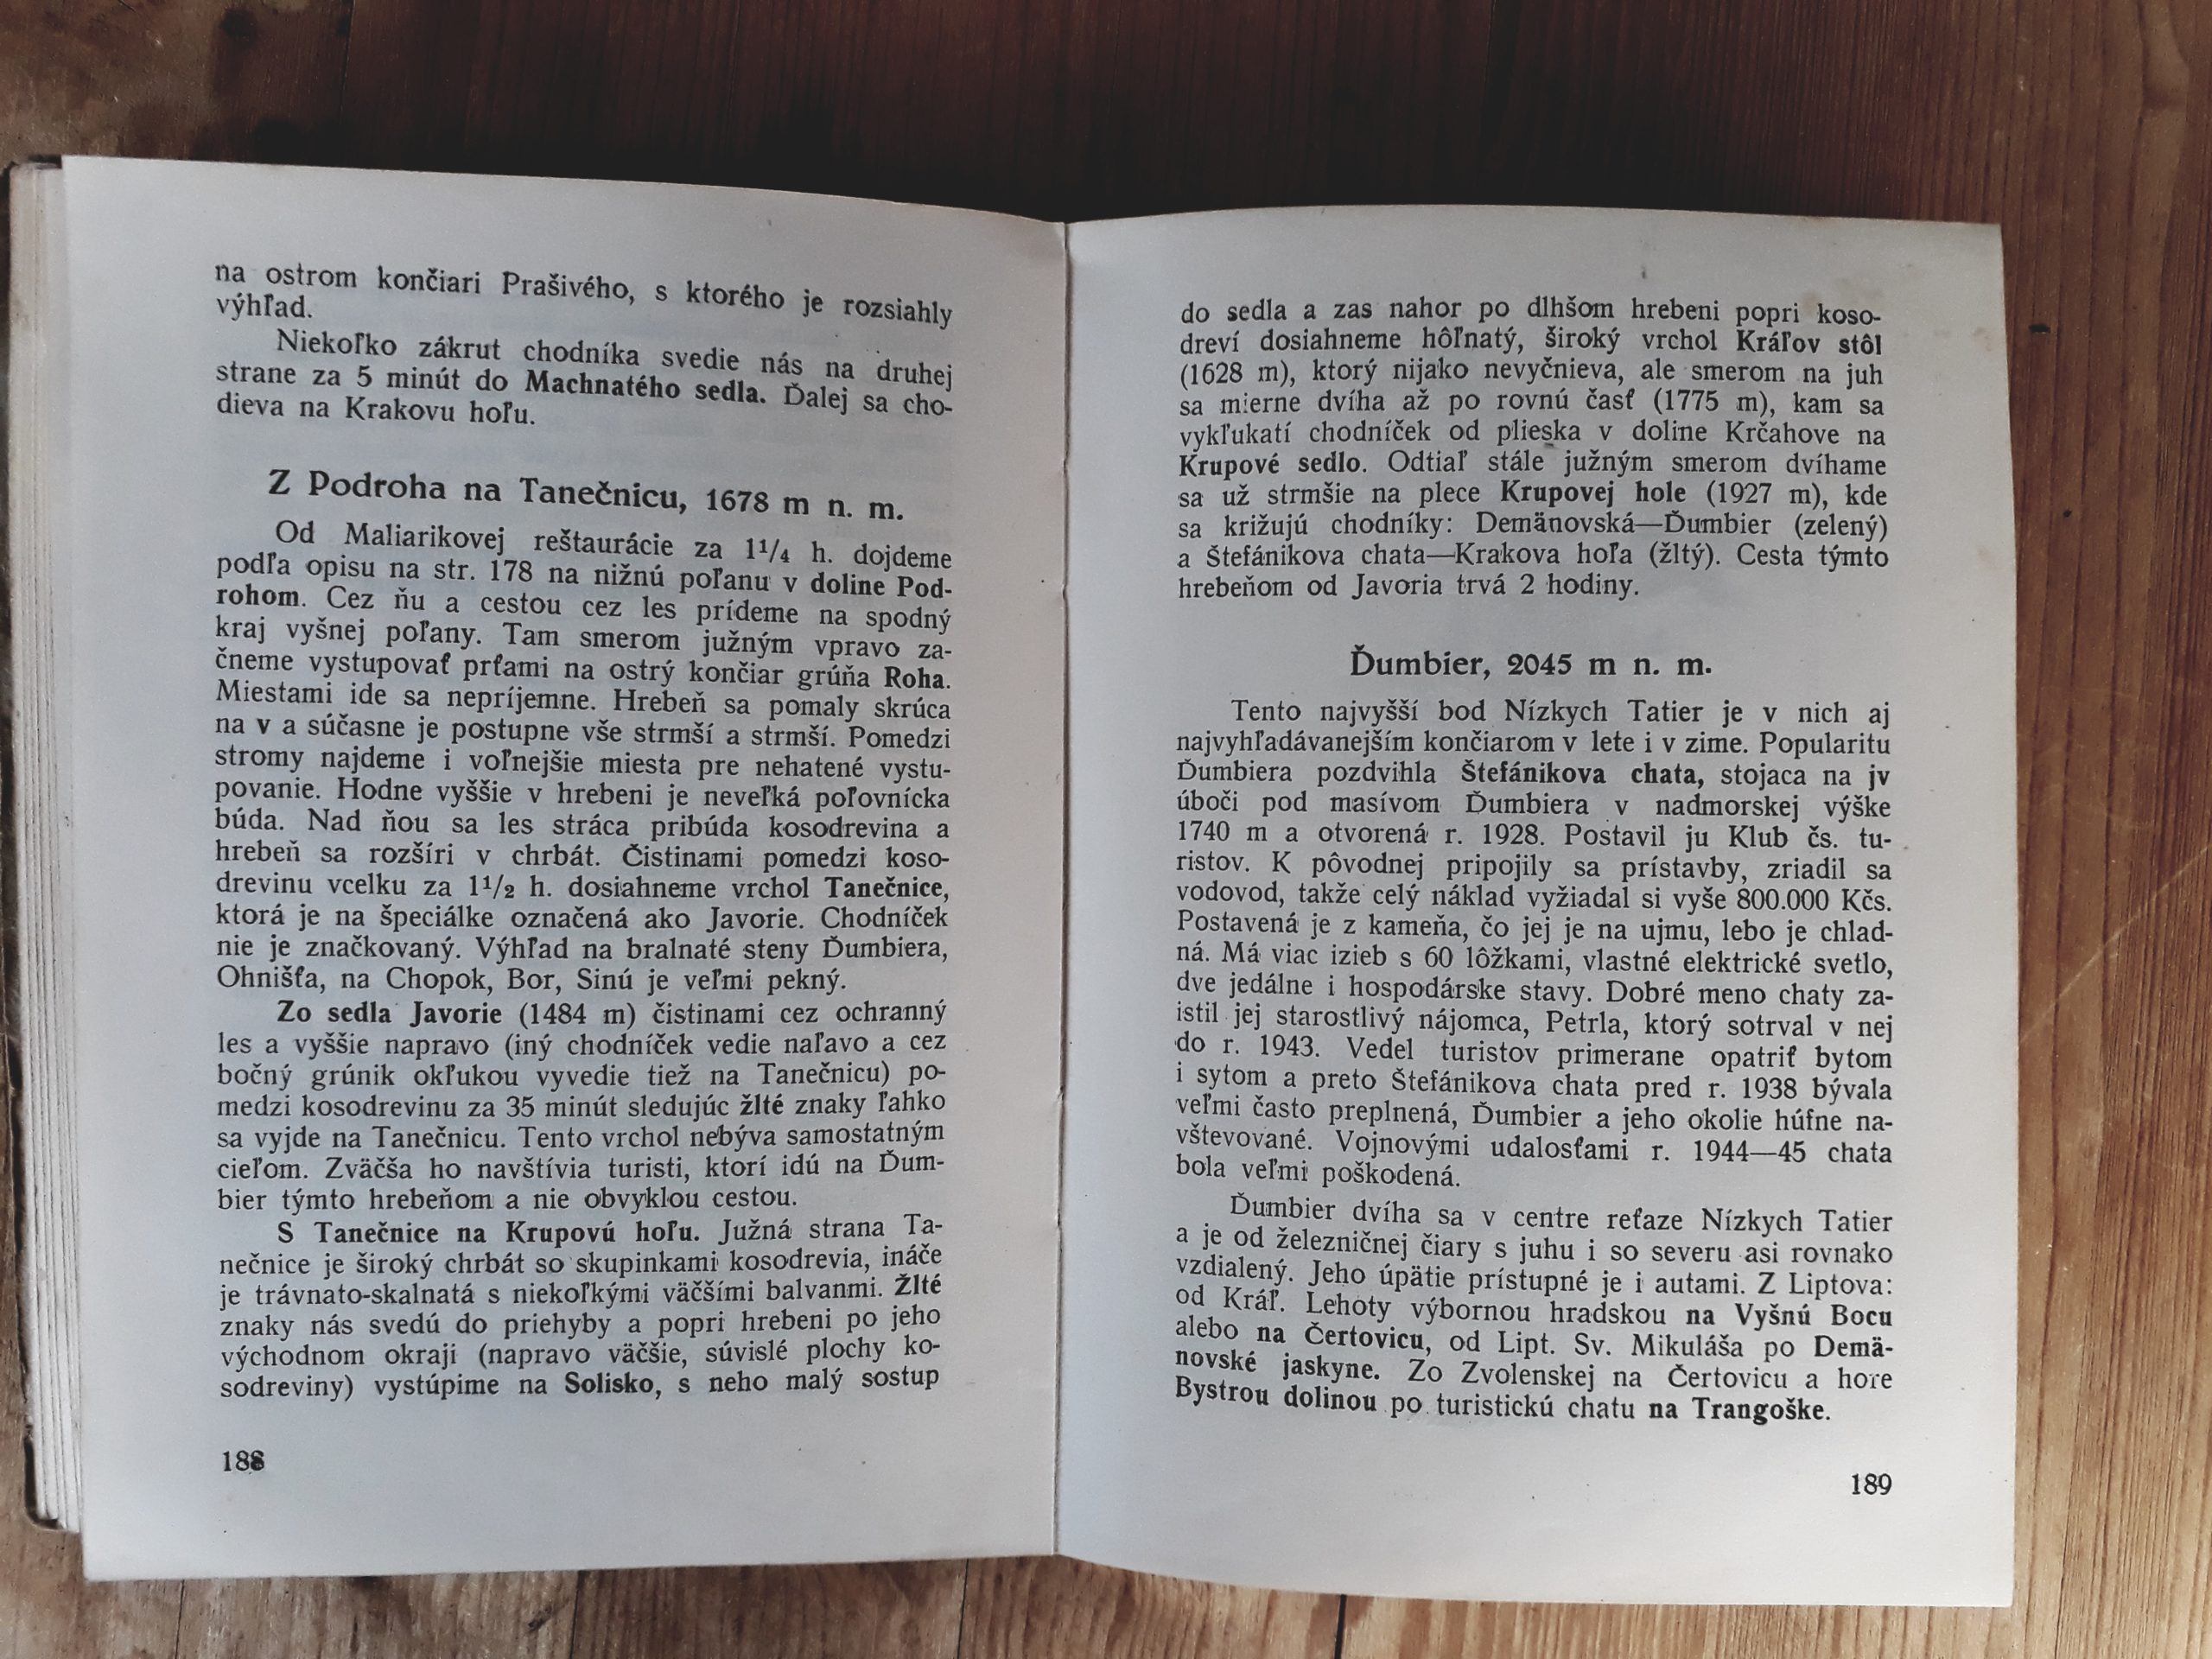 na ostrom končiari Prašivého, s ktorého je rozsiahly
výhľad.
Niekoľko zákrut chodníka svedie nás na druhej
strane za 5 minút do Machnatého sedla. Ďalej sa cho-
dieva na Krakovu hoľu.
Z Podroha na Tanečnicu, 1678 m n. m.
Od Maliarikovej reštaurácie za 1¹/₄ h. dojdeme
podľa opisu na str. 178 na nižnú poľanu v doline Pod-
rohom. Cez ňu a cestou cez les prídeme na spodný
kraj vyšnej poľany. Tam smerom južným vpravo za-
čneme vystupovať prťami na ostrý končiar grúňa Roha.
Miestami ide sa nepríjemne. Hrebeň sa pomaly skrúca
na v a súčasne je postupne vše strmší a strmší. Pomedzi
stromy najdeme i voľnejšie miesta pre nehatené vystu-
povanie. Hodne vyššie v hrebeni je neveľká poľovnícka
búda. Nad ňou sa les stráca pribúda kosodrevina a
hrebeň sa rozšíri v chrbát. Čistinami pomedzi koso-
drevinu vcelku za 1¹/₂ h. dosiahneme vrchol Tanečnice,
ktorá je na špeciálke označená ako Javorie. Chodníček
nie je značkovaný. Výhľad na bralnaté steny Ďumbiera,
Ohnišťa, na Chopok, Bor, Sinú je veľmi pekný.
Zo sedla Javorie (1484 m) čistinami cez ochranný
les a vyššie napravo (iný chodníček vedie naľavo a cez
bočný grúnik okľukou vyvedie tiež na Tanečnicu) po-
medzi kosodrevinu za 35 minút sledujúc žlté znaky ľahko
sa vyjde na Tanečnicu. Tento vrchol nebýva samostatným
cieľom. Zväčša ho navštívia turisti, ktorí idú na Ďum-
bier týmto hrebeňom a nie obvyklou cestou.
S Tanečnice na Krupovú hoľu. Južná strana Ta-
nečnice je široký chrbát so skupinkami kosodrevia, ináče
je trávnato-skalnatá s niekoľkými väčšími balvanmi. Žlté
znaky nás svedú do priehyby a popri hrebeni po jeho
východnom okraji (napravo väčšie, súvislé plochy ko-
sodreviny) vystúpime na Solisko, s neho malý sostup
188
do sedla a zas nahor po dlhšom hrebeni popri koso-
dreví dosiahneme hôľnatý, široký vrchol Kráľov stôl
(1628 m), ktorý nijako nevyčnieva, ale smerom na juh
sa mierne dvíha až po rovnú časť (1775 m), kam sa
vykľukatí chodníček od plieska v doline Krčahove na
Krupové sedlo. Odtiaľ stále južným smerom dvíhame
sa už strmšie na plece Krupovej hole (1927 m), kde
sa križujú chodníky: Demänovská—Ďumbier (zelený)
a Štefánikova chata—Krakova hoľa (žltý). Cesta týmto
hrebeňom od Javoria trvá 2 hodiny.
Ďumbier, 2045 m n. m.
Tento najvyšší bod Nízkych Tatier je v nich aj
najvyhľadávanejším končiarom v lete i v zime. Popularitu
Ďumbiera pozdvihla Štefánikova chata, stojaca na jv
úboči pod masívom Ďumbiera v nadmorskej výške
1740 m a otvorená r. 1928. Postavil ju Klub čs. tu-
ristov. K pôvodnej pripojily sa prístavby, zriadil sa
vodovod, takže celý náklad vyžiadal si vyše 800.000 Kčs.
Postavená je z kameňa, čo jej je na ujmu, lebo je chlad-
ná. Má viac izieb s 60 lôžkami, vlastné elektrické svetlo,
dve jedálne i hospodárske stavy. Dobré meno chaty za-
istil jej starostlivý nájomca, Petrla, ktorý sotrval v nej
do r. 1943. Vedel turistov primerane opatriť bytom
i sytom a preto Štefánikova chata pred r. 1938 bývala
veľmi často preplnená, Ďumbier a jeho okolie húfne na-
vštevované. Vojnovými udalosťami r. 1944—45 chata
bola veľmi poškodená.
Ďumbier dvíha sa v centre reťaze Nízkych Tatier
a je od železničnej čiary s juhu i so severu asi rovnako
vzdialený. Jeho úpätie prístupné je i autami. Z Liptova:
od Kráľ. Lehoty výbornou hradskou na Vyšnú Bocu
alebo na Čertovicu, od Lipt. Sv. Mikuláša po Demä-
novské jaskyne. Zo Zvolenskej na Čertovicu a hore
Bystrou dolinou po turistickú chatu na Trangoške.
189